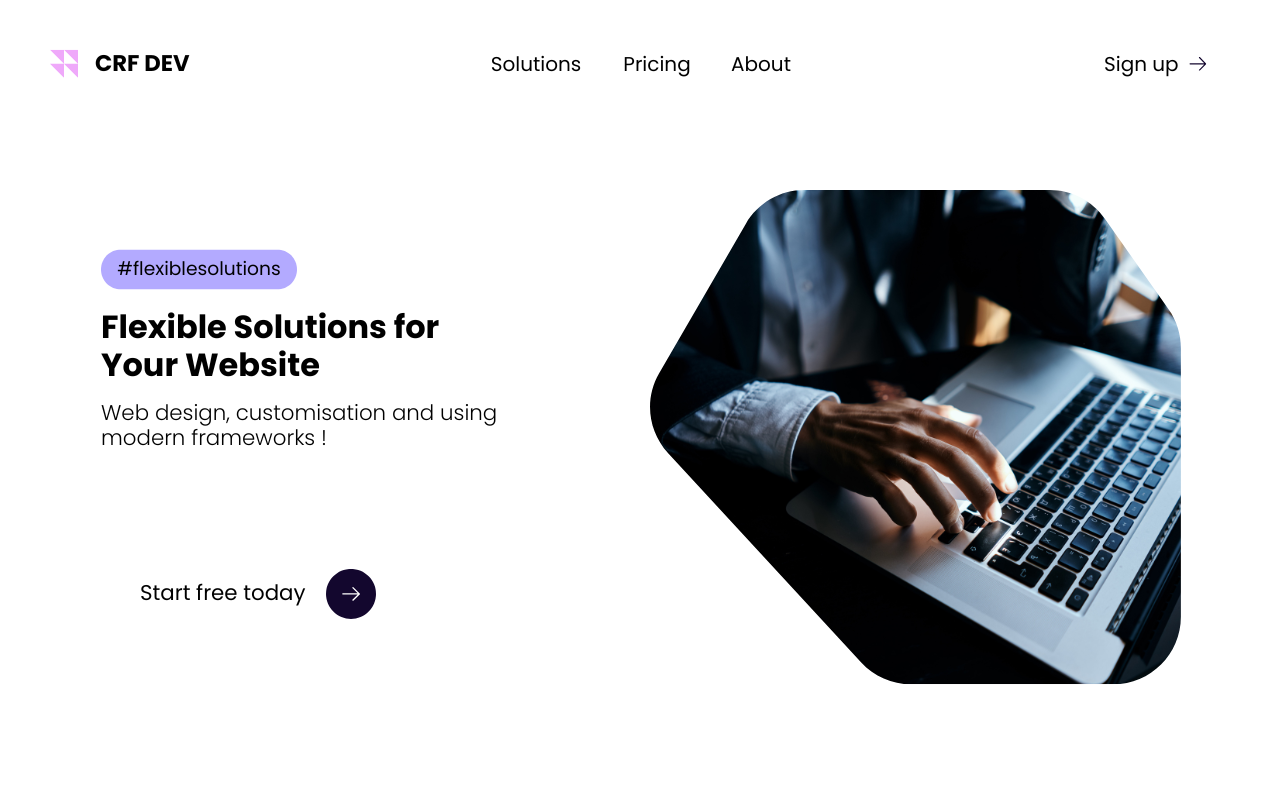 CRF DEV
Solutions Pricing About
Sign up
#flexiblesolutions
Flexible Solutions for
Your Website
Web design, customisation and using
modern frameworks !
Start free today